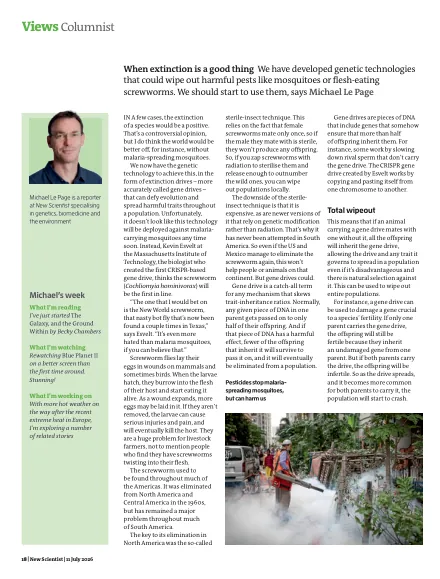 Views Columnist
When extinction is a good thing We have developed genetic technologies
that could wipe out harmful pests like mosquitoes or flesh-eating
screwworms. We should start to use them, says Michael Le Page
Michael Le Page is a reporter
at New Scientist specialising
in genetics, biomedicine and
the environment
Michael's week
What I'm reading
I've just started The
Galaxy, and the Ground
Within by Becky Chambers
What I'm watching
Rewatching Blue Planet II
on a better screen than
the first time around.
Stunning!
What I'm working on
With more hot weather on
the way after the recent
extreme heat in Europe,
I'm exploring a number
of related stories
IN A few cases, the extinction
of a species would be a positive.
That's a controversial opinion,
but I do think the world would be
better off, for instance, without
malaria-spreading mosquitoes.
We now have the genetic
technology to achieve this, in the
form of extinction drives – more
accurately called gene drives –
that can defy evolution and
spread harmful traits throughout
a population. Unfortunately,
it doesn't look like this technology
will be deployed against malaria-
carrying mosquitoes any time
soon. Instead, Kevin Esvelt at
the Massachusetts Institute of
Technology, the biologist who
created the first CRISPR-based
gene drive, thinks the screwworm
(Cochliomyia hominivorax) will
be the first in line.
"The one that I would bet on
is the New World screwworm,
that nasty bot fly that's now been
found a couple times in Texas,"
says Esvelt. "It's even more
hated than malaria mosquitoes,
if you can believe that."
Screwworm flies lay their
eggs in wounds on mammals and
sometimes birds. When the larvae
hatch, they burrow into the flesh
of their host and start eating it
alive. As a wound expands, more
eggs may be laid in it. If they aren't
removed, the larvae can cause
serious injuries and pain, and
will eventually kill the host. They
are a huge problem for livestock
farmers, not to mention people
who find they have screwworms
twisting into their flesh.
The screwworm used to
be found throughout much of
the Americas. It was eliminated
from North America and
Central America in the 1960s,
but has remained a major
problem throughout much
of South America.
The key to its elimination in
North America was the so-called
sterile-insect technique. This
relies on the fact that female
screwworms mate only once, so if
the male they mate with is sterile,
they won't produce any offspring.
So, if you zap screwworms with
radiation to sterilise them and
release enough to outnumber
the wild ones, you can wipe
out populations locally.
The downside of the sterile-
insect technique is that it is
expensive, as are newer versions of
it that rely on genetic modification
rather than radiation. That's why it
has never been attempted in South
America. So even if the US and
Mexico manage to eliminate the
screwworm again, this won't
help people or animals on that
continent. But gene drives could.
Gene drive is a catch-all term
for any mechanism that skews
trait-inheritance ratios. Normally,
any given piece of DNA in one
parent gets passed on to only
half of their offspring. And if
that piece of DNA has a harmful
effect, fewer of the offspring
that inherit it will survive to
pass it on, and it will eventually
be eliminated from a population.
Pesticides stop malaria-
spreading mosquitoes,
but can harm us
Gene drives are pieces of DNA
that include genes that somehow
ensure that more than half
of offspring inherit them. For
instance, some work by slowing
down rival sperm that don't carry
the gene drive. The CRISPR gene
drive created by Esvelt works by
copying and pasting itself from
one chromosome to another.
Total wipeout
This means that if an animal
carrying a gene drive mates with
one without it, all the offspring
will inherit the gene drive,
allowing the drive and any trait it
governs to spread in a population
even if it's disadvantageous and
there is natural selection against
it. This can be used to wipe out
entire populations.
For instance, a gene drive can
be used to damage a gene crucial
to a species' fertility. If only one
parent carries the gene drive,
the offspring will still be
fertile because they inherit
an undamaged gene from one
parent. But if both parents carry
the drive, the offspring will be
infertile. So as the drive spreads,
and it becomes more common
for both parents to carry it, the
population will start to crash.
18 | New Scientist | 11 July 2026